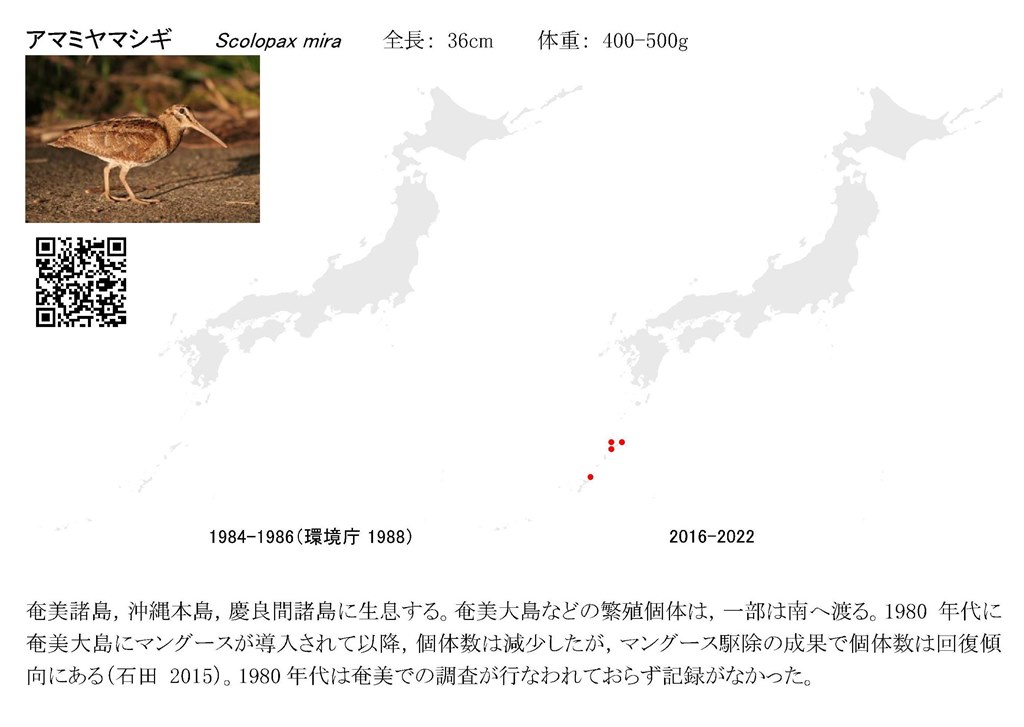 アマミヤマシギ Scolopax mira 全長： 36cm 体重： 400-500g
1984-1986（環境庁 1988）
2016-2022
奄美諸島，沖縄本島，慶良間諸島に生息する。奄美大島などの繁殖個体は，一部は南へ渡る。1980 年代に
奄美大島にマングースが導入されて以降，個体数は減少したが，マングース駆除の成果で個体数は回復傾
向にある（石田 2015）。1980 年代は奄美での調査が行なわれておらず記録がなかった。